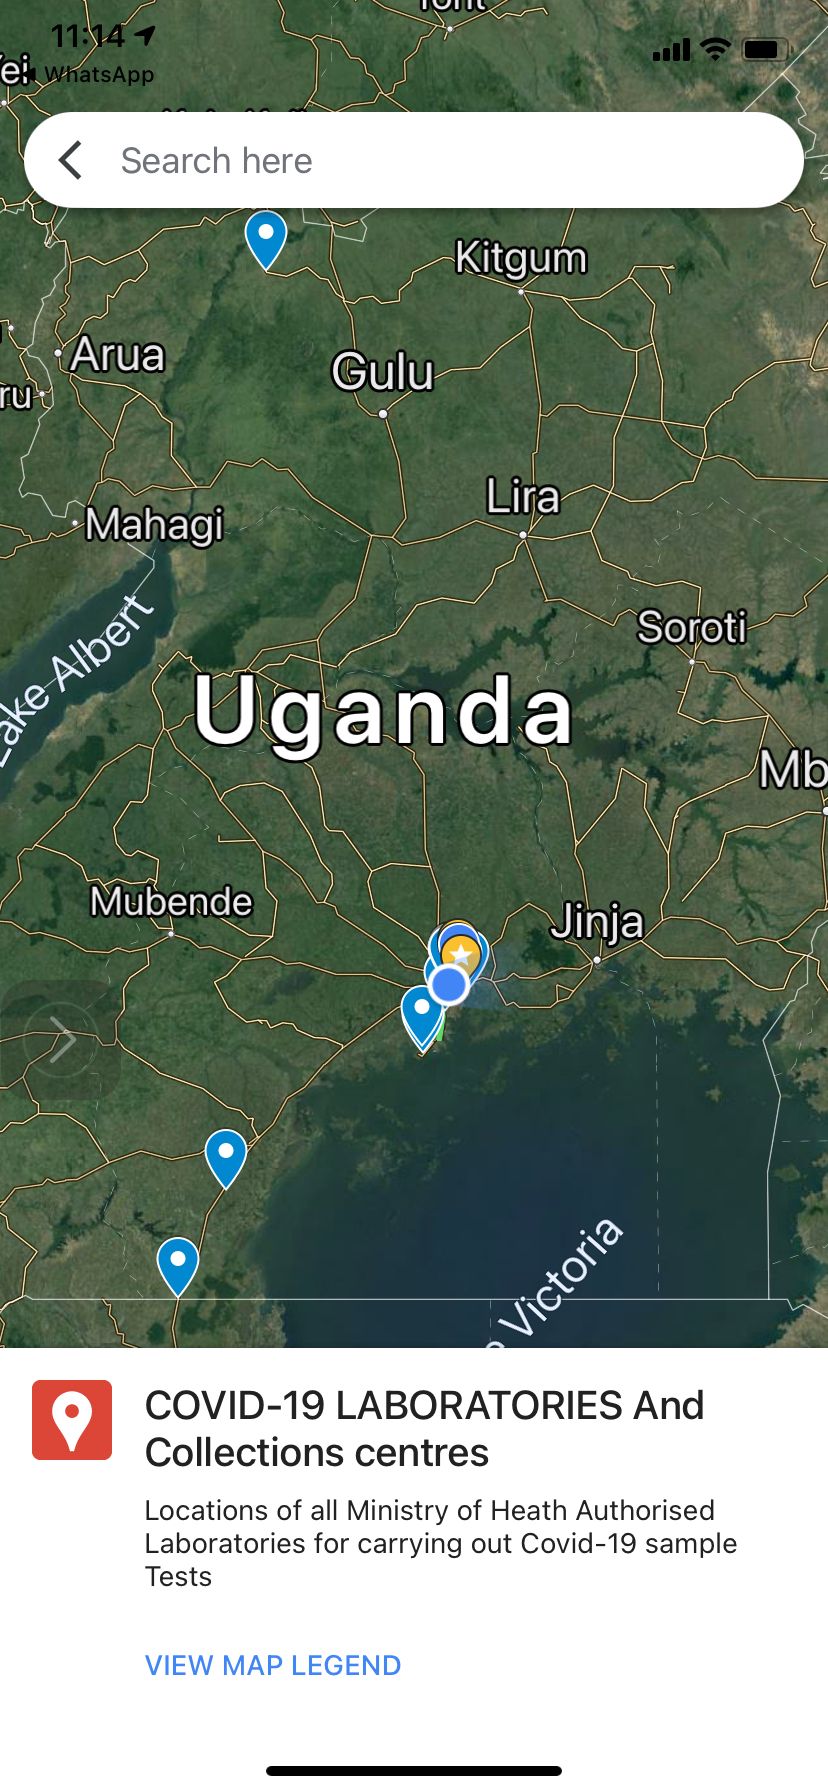 11:14
WhatsApp
Search here
Kitgum
Arua
Gulu
ru
Lira
Mahagi
Soroti
Lake Albert
Uganda
Mb
Mubende
Jinja
Victoria
COVID-19 LABORATORIES And
Collections centres
Locations of all Ministry of Heath Authorised
Laboratories for carrying out Covid-19 sample
Tests
VIEW MAP LEGEND